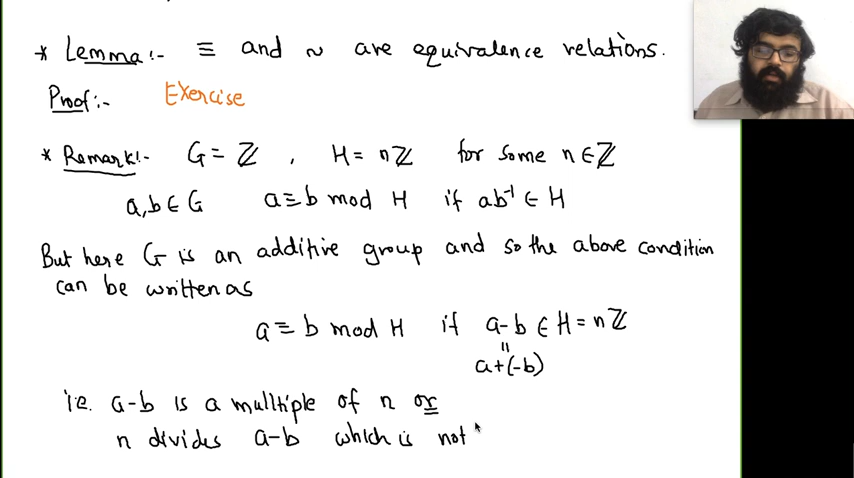 * Lemma:- ≡ and ~ are equivalence relations.
Proof:- Exercise
* Remark:- G = ℤ , H = nℤ for some n ∈ ℤ
a,b ∈ G a ≡ b mod H if ab⁻¹ ∈ H
But here G is an additive group and so the above condition
can be written as
a ≡ b mod H if a-b ∈ H = nℤ
=
a+(-b)
i.e. a-b is a mulltiple of n or
n divides a-b which is not